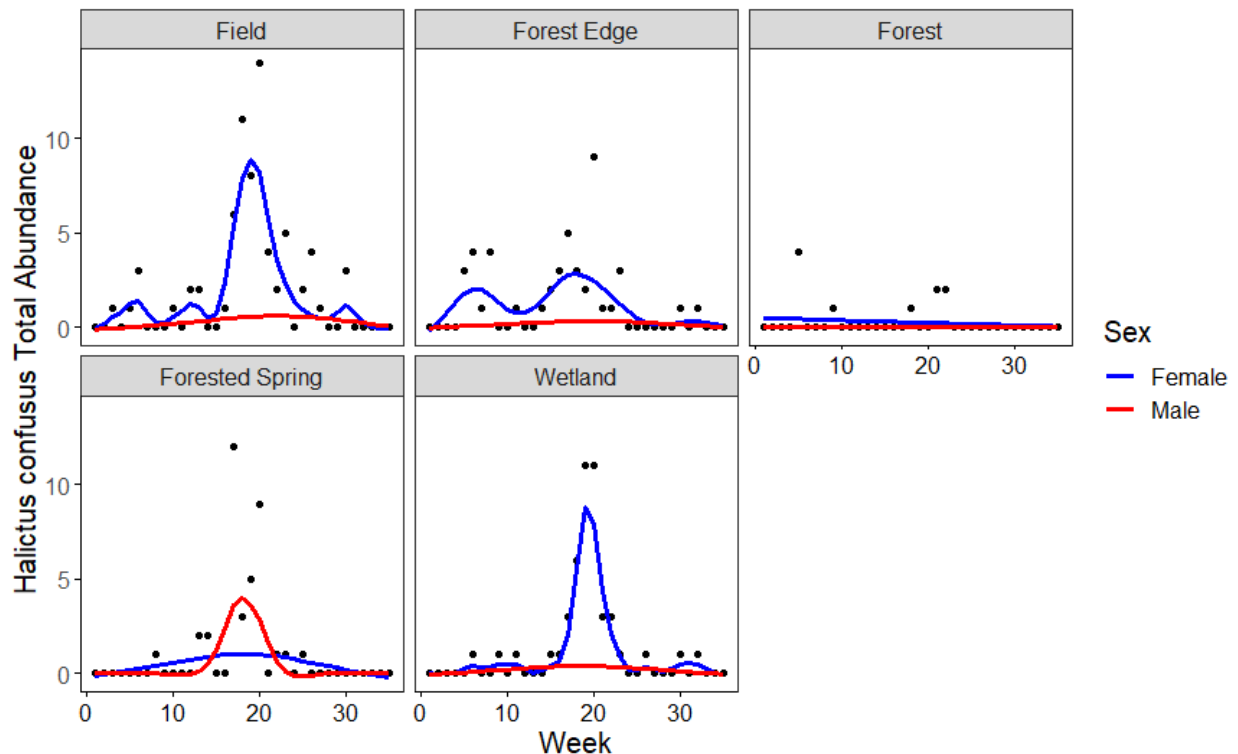 Field
Forest Edge
Forest
10
5
0
0
10
20
30
Forested Spring
Wetland
10
5
0
0
10
20
30
0
10
20
30
Halictus confusus Total Abundance
Week
Sex
Female
Male